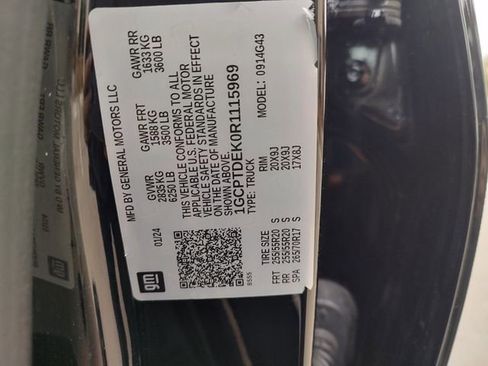 MFD BY GENERAL MOTORS LLC
01/24
GVWR GAWR FRT GAWR RR
2835 KG 1588 KG 1633 KG
6250 LB 3500 LB 3600 LB
THIS VEHICLE CONFORMS TO ALL
APPLICABLE U.S. FEDERAL MOTOR
VEHICLE SAFETY STANDARDS IN EFFECT
ON THE DATE OF MANUFACTURE
SHOWN ABOVE.
1GCP1DEK0R1115969
TYPE: TRUCK MODEL: 0914G43
TIRE SIZE RIM
FRT 255/55R20 S 20X9J
RR 255/55R20 S 20X9J
SPA 265/70R17 S 17X8J
gm